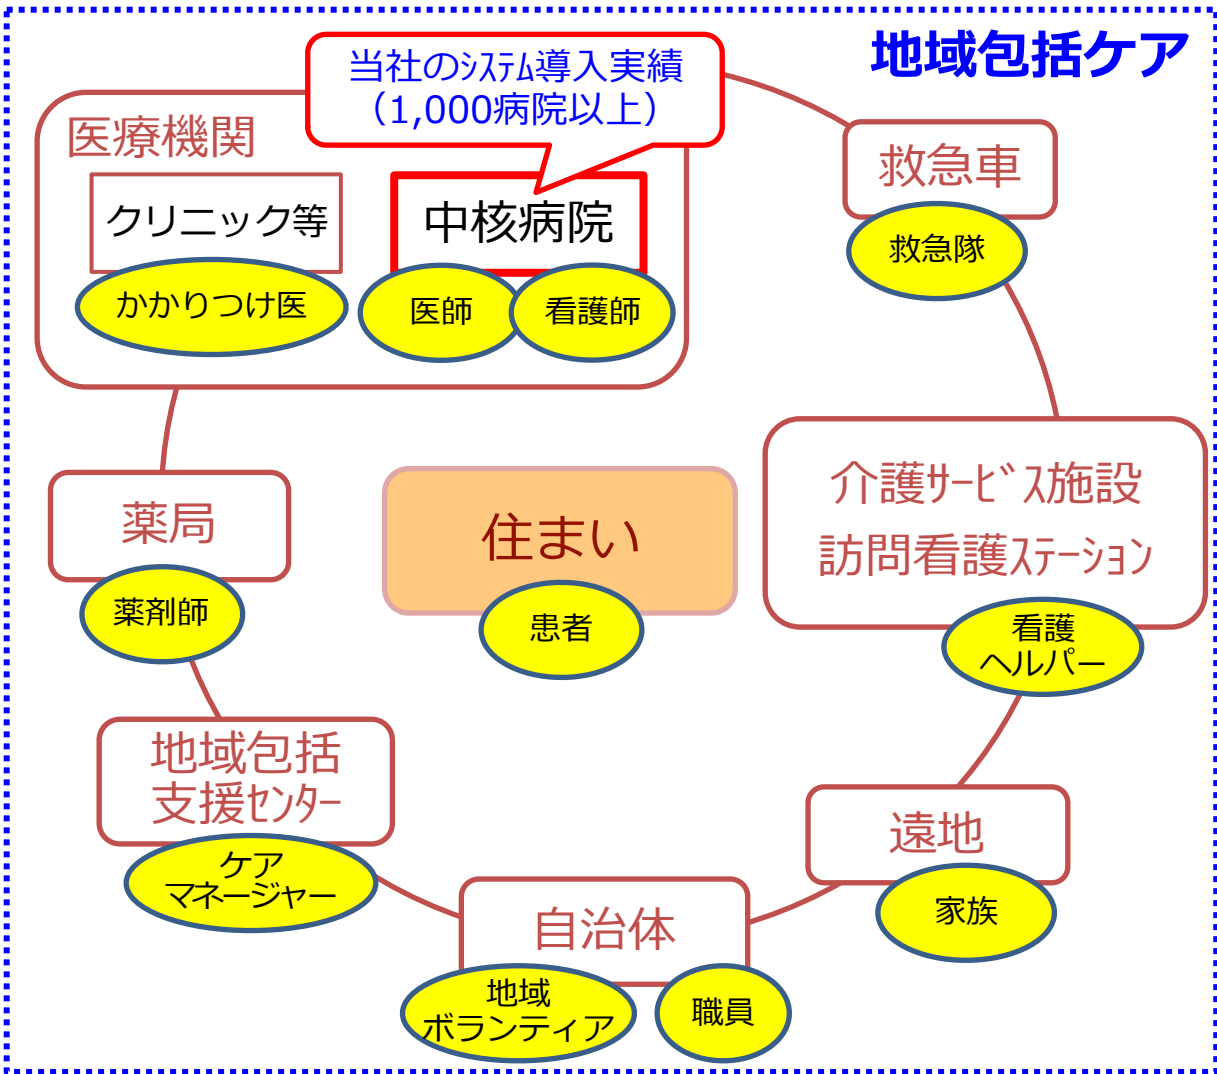 地域包括ケア
当社のｼｽﾃﾑ導入実績
（1,000病院以上）
医療機関
クリニック等
かかりつけ医
中核病院
医師
看護師
救急車
救急隊
介護ｻｰﾋﾞｽ施設
訪問看護ｽﾃｰｼｮﾝ
看護
ヘルパー
薬局
薬剤師
住まい
患者
地域包括
支援ｾﾝﾀｰ
ケア
マネージャー
遠地
家族
自治体
地域
ボランティア
職員